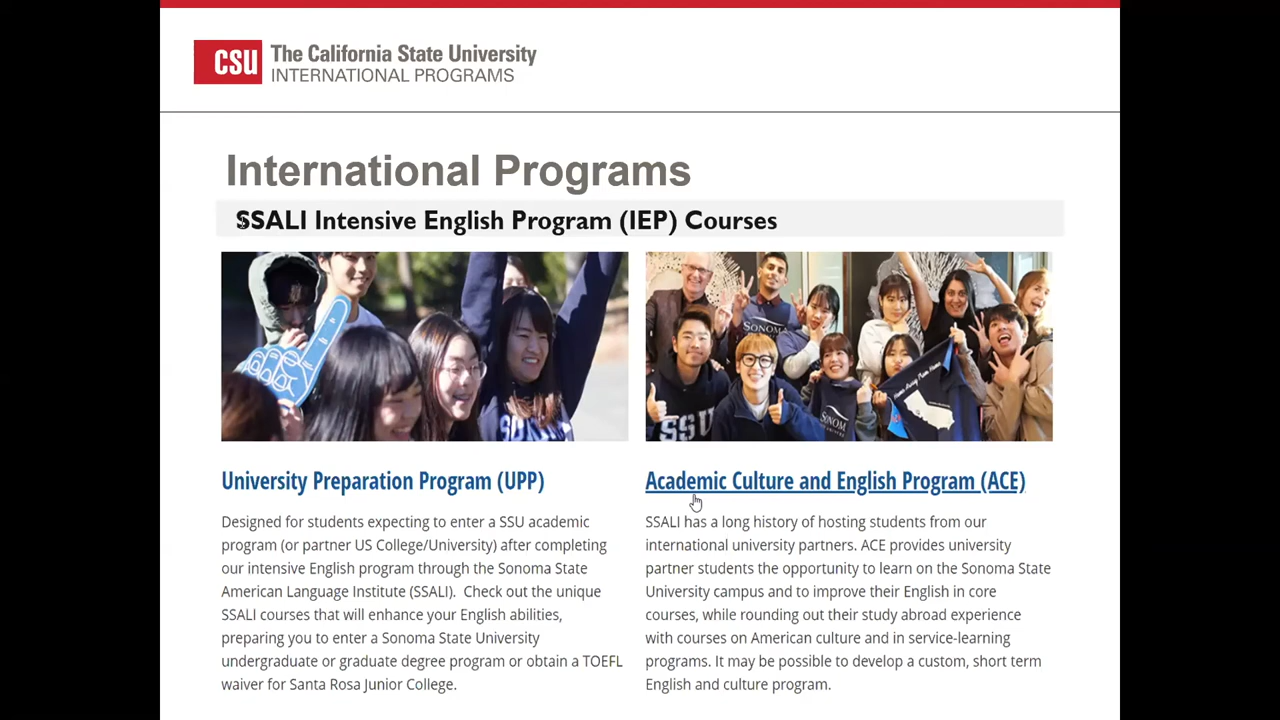 CSU The California State University
INTERNATIONAL PROGRAMS
International Programs
SSALI Intensive English Program (IEP) Courses
SONOMA
SSU
SONOMA
University Preparation Program (UPP)
Designed for students expecting to enter a SSU academic
program (or partner US College/University) after completing
our intensive English program through the Sonoma State
American Language Institute (SSALI). Check out the unique
SSALI courses that will enhance your English abilities,
preparing you to enter a Sonoma State University
undergraduate or graduate degree program or obtain a TOEFL
waiver for Santa Rosa Junior College.
Academic Culture and English Program (ACE)
SSALI has a long history of hosting students from our
international university partners. ACE provides university
partner students the opportunity to learn on the Sonoma State
University campus and to improve their English in core
courses, while rounding out their study abroad experience
with courses on American culture and in service-learning
programs. It may be possible to develop a custom, short term
English and culture program.